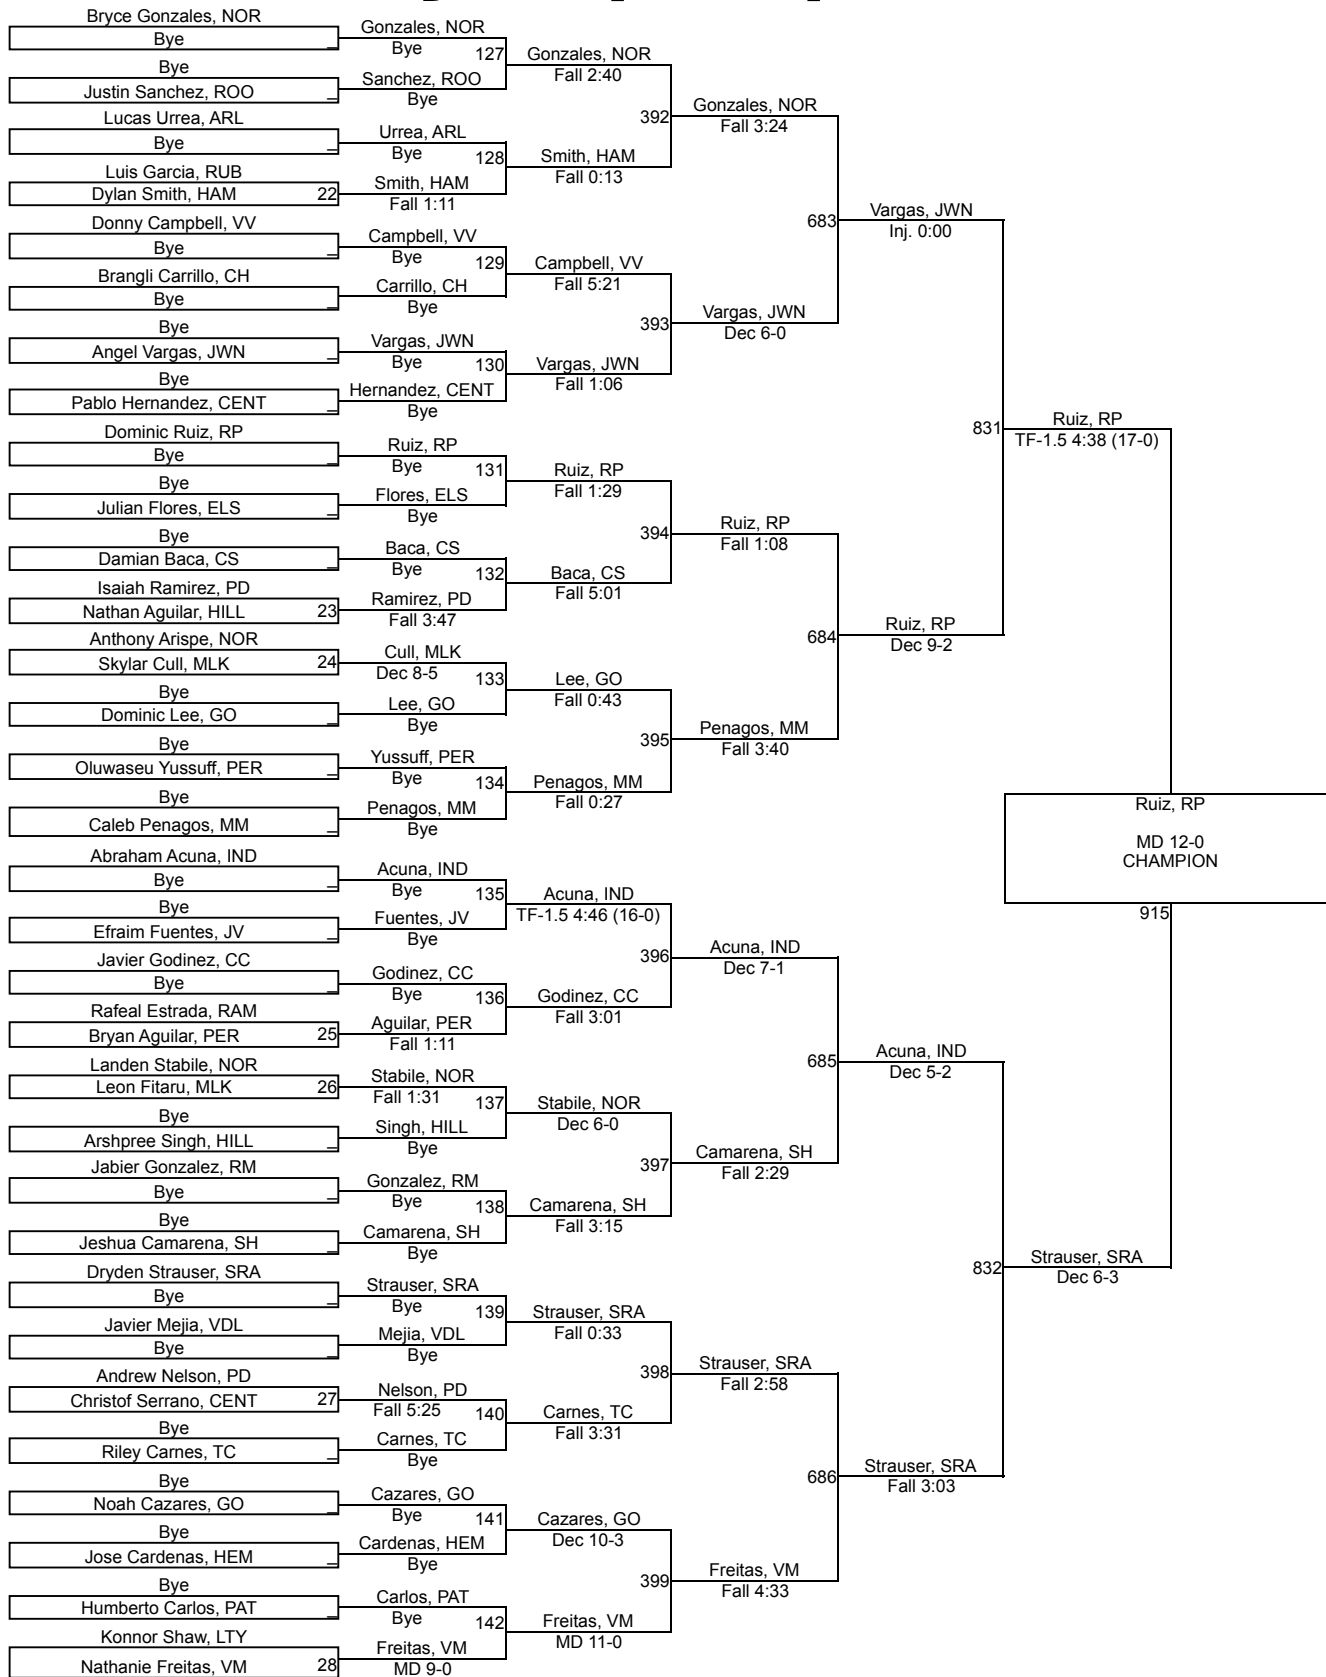 Bryce Gonzales, NOR
Bye _
Bye
Justin Sanchez, ROO _
Lucas Urrea, ARL
Bye _
Luis Garcia, RUB
Dylan Smith, HAM 22
Donny Campbell, VV
Bye _
Brangli Carrillo, CH
Bye _
Bye
Angel Vargas, JWN _
Bye
Pablo Hernandez, CENT _
Dominic Ruiz, RP
Bye _
Bye
Julian Flores, ELS _
Bye
Damian Baca, CS _
Isaiah Ramirez, PD
Nathan Aguilar, HILL 23
Anthony Arispe, NOR
Skylar Cull, MLK 24
Bye
Dominic Lee, GO _
Bye
Oluwaseu Yussuff, PER _
Bye
Caleb Penagos, MM _
Abraham Acuna, IND
Bye _
Bye
Efraim Fuentes, JV _
Javier Godinez, CC
Bye _
Rafeal Estrada, RAM
Bryan Aguilar, PER 25
Landen Stabile, NOR
Leon Fitaru, MLK 26
Bye
Arshpree Singh, HILL _
Jabier Gonzalez, RM
Bye _
Bye
Jeshua Camarena, SH _
Dryden Strauser, SRA
Bye _
Javier Mejia, VDL
Bye _
Andrew Nelson, PD
Christof Serrano, CENT 27
Bye
Riley Carnes, TC _
Bye
Noah Cazares, GO _
Bye
Jose Cardenas, HEM _
Bye
Humberto Carlos, PAT _
Konnor Shaw, LTY
Nathanie Freitas, VM 28
Gonzales, NOR
Bye 127
Sanchez, ROO
Bye
Urrea, ARL
Bye 128
Smith, HAM
Fall 1:11
Campbell, VV
Bye 129
Carrillo, CH
Bye
Vargas, JWN
Bye 130
Hernandez, CENT
Bye
Ruiz, RP
Bye 131
Flores, ELS
Bye
Baca, CS
Bye 132
Ramirez, PD
Fall 3:47
Cull, MLK
Dec 8-5 133
Lee, GO
Bye
Yussuff, PER
Bye 134
Penagos, MM
Bye
Acuna, IND
Bye 135
Fuentes, JV
Bye
Godinez, CC
Bye 136
Aguilar, PER
Fall 1:11
Stabile, NOR
Fall 1:31 137
Singh, HILL
Bye
Gonzalez, RM
Bye 138
Camarena, SH
Bye
Strauser, SRA
Bye 139
Mejia, VDL
Bye
Nelson, PD
Fall 5:25 140
Carnes, TC
Bye
Cazares, GO
Bye 141
Cardenas, HEM
Bye
Carlos, PAT
Bye 142
Freitas, VM
MD 9-0
Gonzales, NOR
Fall 2:40
392
Smith, HAM
Fall 0:13
Campbell, VV
Fall 5:21
393
Vargas, JWN
Fall 1:06
Ruiz, RP
Fall 1:29
394
Baca, CS
Fall 5:01
Lee, GO
Fall 0:43
395
Penagos, MM
Fall 0:27
Acuna, IND
TF-1.5 4:46 (16-0)
396
Godinez, CC
Fall 3:01
Stabile, NOR
Dec 6-0
397
Camarena, SH
Fall 3:15
Strauser, SRA
Fall 0:33
398
Carnes, TC
Fall 3:31
Cazares, GO
Dec 10-3
399
Freitas, VM
MD 11-0
Gonzales, NOR
Fall 3:24
683
Vargas, JWN
Dec 6-0
Ruiz, RP
Fall 1:08
684
Penagos, MM
Fall 3:40
Acuna, IND
Dec 7-1
685
Camarena, SH
Fall 2:29
Strauser, SRA
Fall 2:58
686
Freitas, VM
Fall 4:33
Vargas, JWN
Inj. 0:00
831
Ruiz, RP
Dec 9-2
Acuna, IND
Dec 5-2
832
Strauser, SRA
Fall 3:03
Ruiz, RP
TF-1.5 4:38 (17-0)
Strauser, SRA
Dec 6-3
Ruiz, RP
MD 12-0
CHAMPION
915